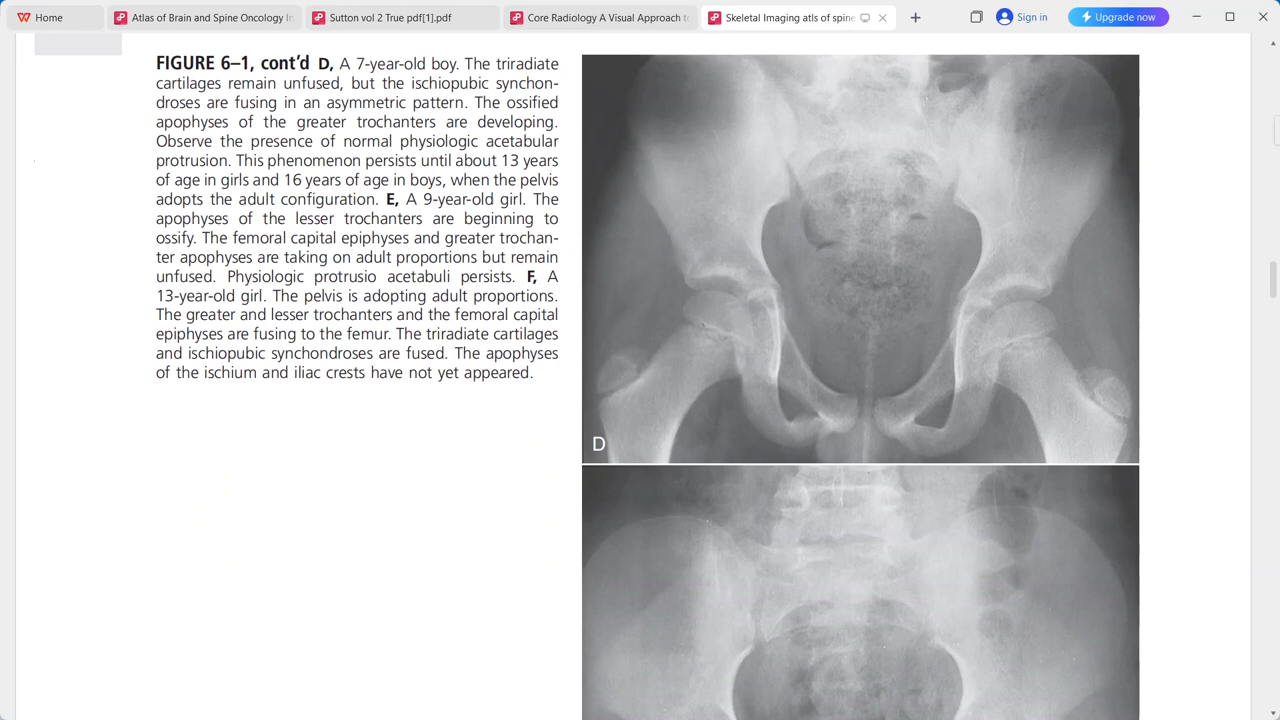 Home
Atlas of Brain and Spine Oncology I
Sutton vol 2 True pdf[1].pdf
Core Radiology A Visual Approach to
Skeletal Imaging atls of spine
Sign in
Upgrade now
FIGURE 6–1, cont'd D, A 7-year-old boy. The triradiate
cartilages remain unfused, but the ischiopubic synchon-
droses are fusing in an asymmetric pattern. The ossified
apophyses of the greater trochanters are developing.
Observe the presence of normal physiologic acetabular
protrusion. This phenomenon persists until about 13 years
of age in girls and 16 years of age in boys, when the pelvis
adopts the adult configuration. E, A 9-year-old girl. The
apophyses of the lesser trochanters are beginning to
ossify. The femoral capital epiphyses and greater trochan-
ter apophyses are taking on adult proportions but remain
unfused. Physiologic protrusio acetabuli persists. F, A
13-year-old girl. The pelvis is adopting adult proportions.
The greater and lesser trochanters and the femoral capital
epiphyses are fusing to the femur. The triradiate cartilages
and ischiopubic synchondroses are fused. The apophyses
of the ischium and iliac crests have not yet appeared.
D